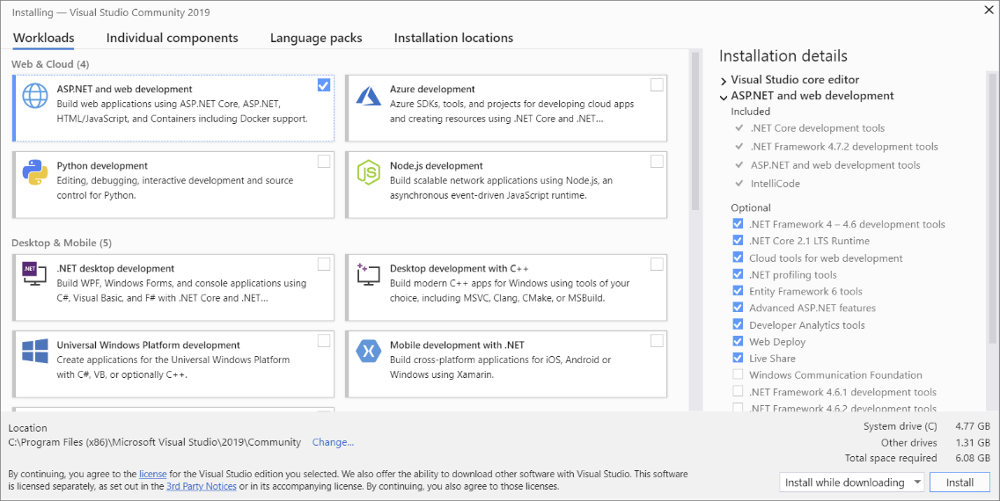 Installing — Visual Studio Community 2019
Workloads
Individual components
Language packs
Installation locations
Web & Cloud (4)
ASP.NET and web development
Build web applications using ASP.NET Core, ASP.NET,
HTML/JavaScript, and Containers including Docker support.
Azure development
Azure SDKs, tools, and projects for developing cloud apps
and creating resources using .NET Core and .NET...
Python development
Editing, debugging, interactive development and source
control for Python.
Node.js development
Build scalable network applications using Node.js, an
asynchronous event-driven JavaScript runtime.
Desktop & Mobile (5)
.NET
.NET desktop development
Build WPF, Windows Forms, and console applications using
C#, Visual Basic, and F# with .NET Core and .NET...
Desktop development with C++
Build modern C++ apps for Windows using tools of your
choice, including MSVC, Clang, CMake, or MSBuild.
Universal Windows Platform development
Create applications for the Universal Windows Platform
with C#, VB, or optionally C++.
Mobile development with .NET
Build cross-platform applications for iOS, Android or
Windows using Xamarin.
Installation details
Visual Studio core editor
ASP.NET and web development
Included
.NET Core development tools
.NET Framework 4.7.2 development tools
ASP.NET and web development tools
IntelliCode
Optional
.NET Framework 4 – 4.6 development tools
.NET Core 2.1 LTS Runtime
Cloud tools for web development
.NET profiling tools
Entity Framework 6 tools
Advanced ASP.NET features
Developer Analytics tools
Web Deploy
Live Share
Windows Communication Foundation
.NET Framework 4.6.1 development tools
.NET Framework 4.6.2 development tools
Location
C:\Program Files (x86)\Microsoft Visual Studio\2019\Community Change...
System drive (C) 4.77 GB
Other drives 1.31 GB
Total space required 6.08 GB
By continuing, you agree to the license for the Visual Studio edition you selected. We also offer the ability to download other software with Visual Studio. This software
is licensed separately, as set out in the 3rd Party Notices or in its accompanying license. By continuing, you also agree to those licenses.
Install while downloading
Install